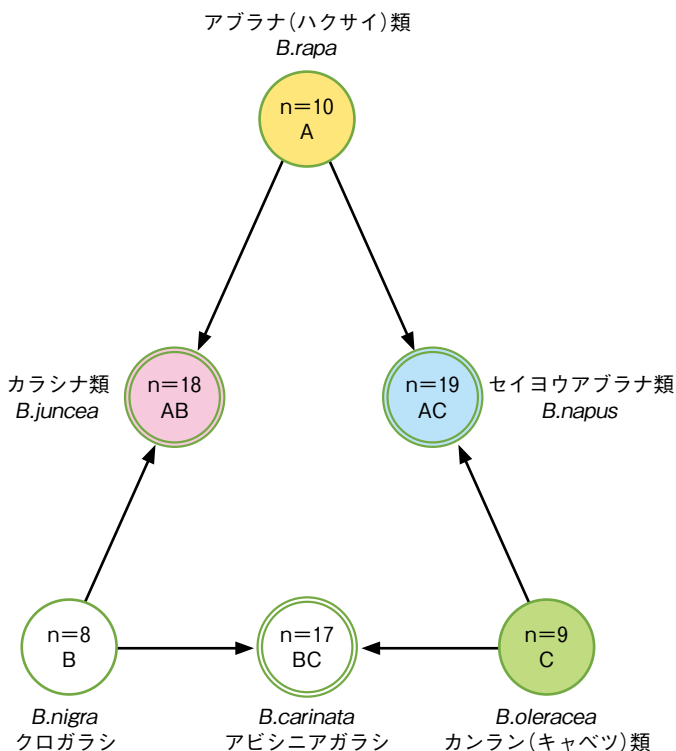 アブラナ(ハクサイ)類
B.rapa
n=10
A
カラシナ類
B.juncea
n=18
AB
n=19
AC
セイヨウアブラナ類
B.napus
n=8
B
n=17
BC
n=9
C
B.nigra
クロガラシ
B.carinata
アビシニアガラシ
B.oleracea
カンラン(キャベツ)類